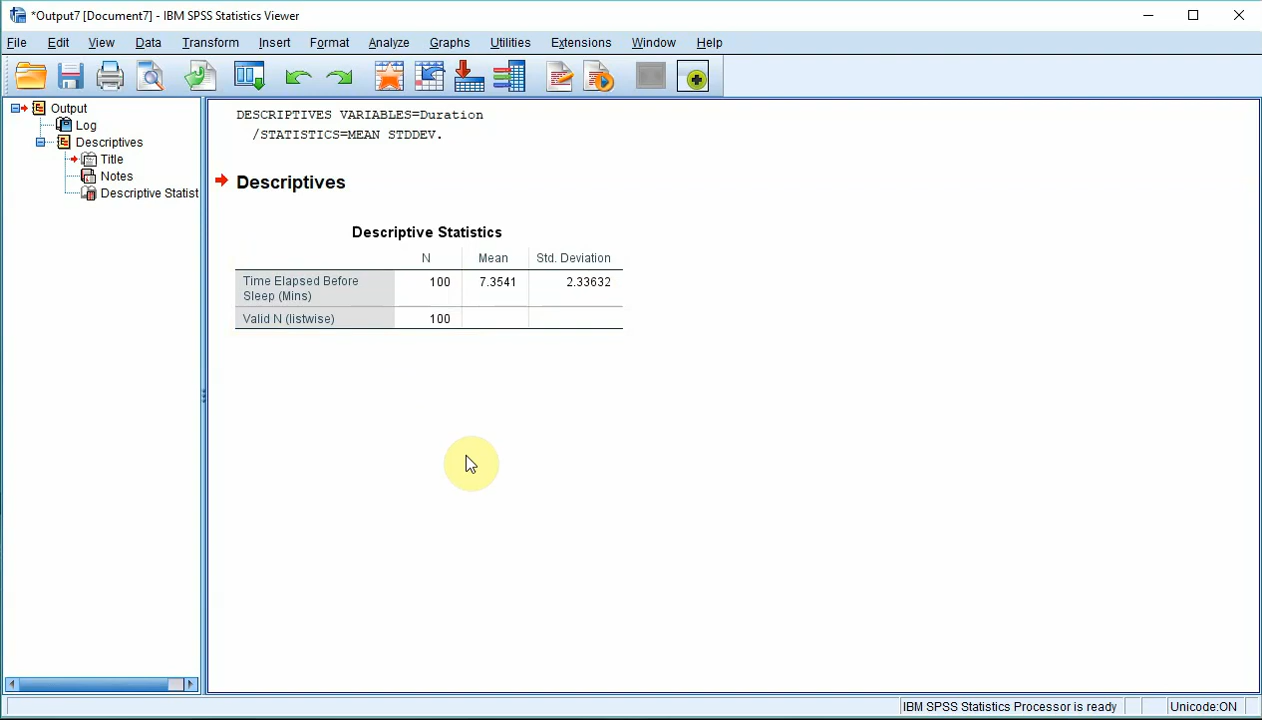 *Output7 [Document7] - IBM SPSS Statistics Viewer
File Edit View Data Transform Insert Format Analyze Graphs Utilities Extensions Window Help
Output
Log
Descriptives
Title
Notes
Descriptive Statist
DESCRIPTIVES VARIABLES=Duration
/STATISTICS=MEAN STDDEV.
Descriptives
Descriptive Statistics
N Mean Std. Deviation
Time Elapsed Before 100 7.3541 2.33632
Sleep (Mins)
Valid N (listwise) 100
IBM SPSS Statistics Processor is ready Unicode:ON